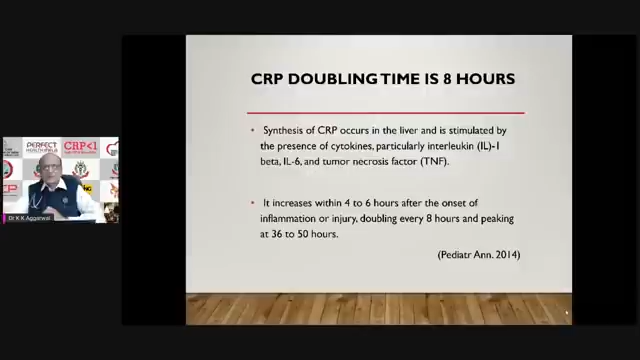 CRP DOUBLING TIME IS 8 HOURS
• Synthesis of CRP occurs in the liver and is stimulated by
the presence of cytokines, particularly interleukin (IL)-1
beta, IL-6, and tumor necrosis factor (TNF).
• It increases within 4 to 6 hours after the onset of
inflammation or injury, doubling every 8 hours and peaking
at 36 to 50 hours.
(Pediatr Ann. 2014)
PERFECT
HEALTH MELA
CRP<1
Dr K K Aggarwal